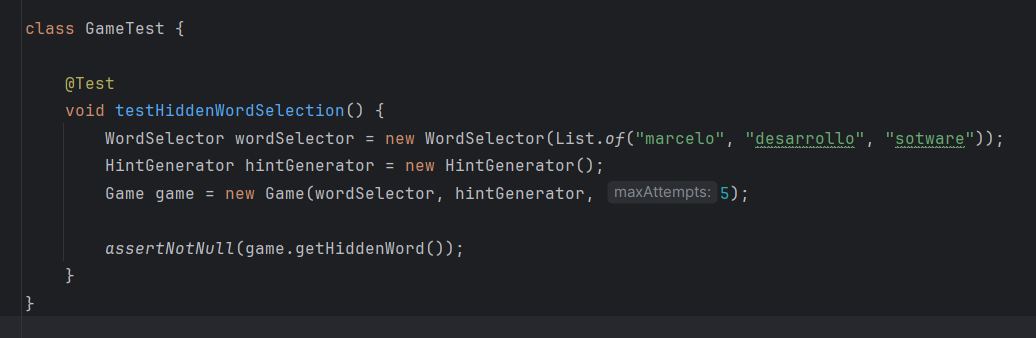 class GameTest {
@Test
void testHiddenWordSelection() {
WordSelector wordSelector = new WordSelector(List.of("marcelo", "desarrollo", "sotware"));
HintGenerator hintGenerator = new HintGenerator();
Game game = new Game(wordSelector, hintGenerator, maxAttempts: 5);
assertNotNull(game.getHiddenWord());
}
}